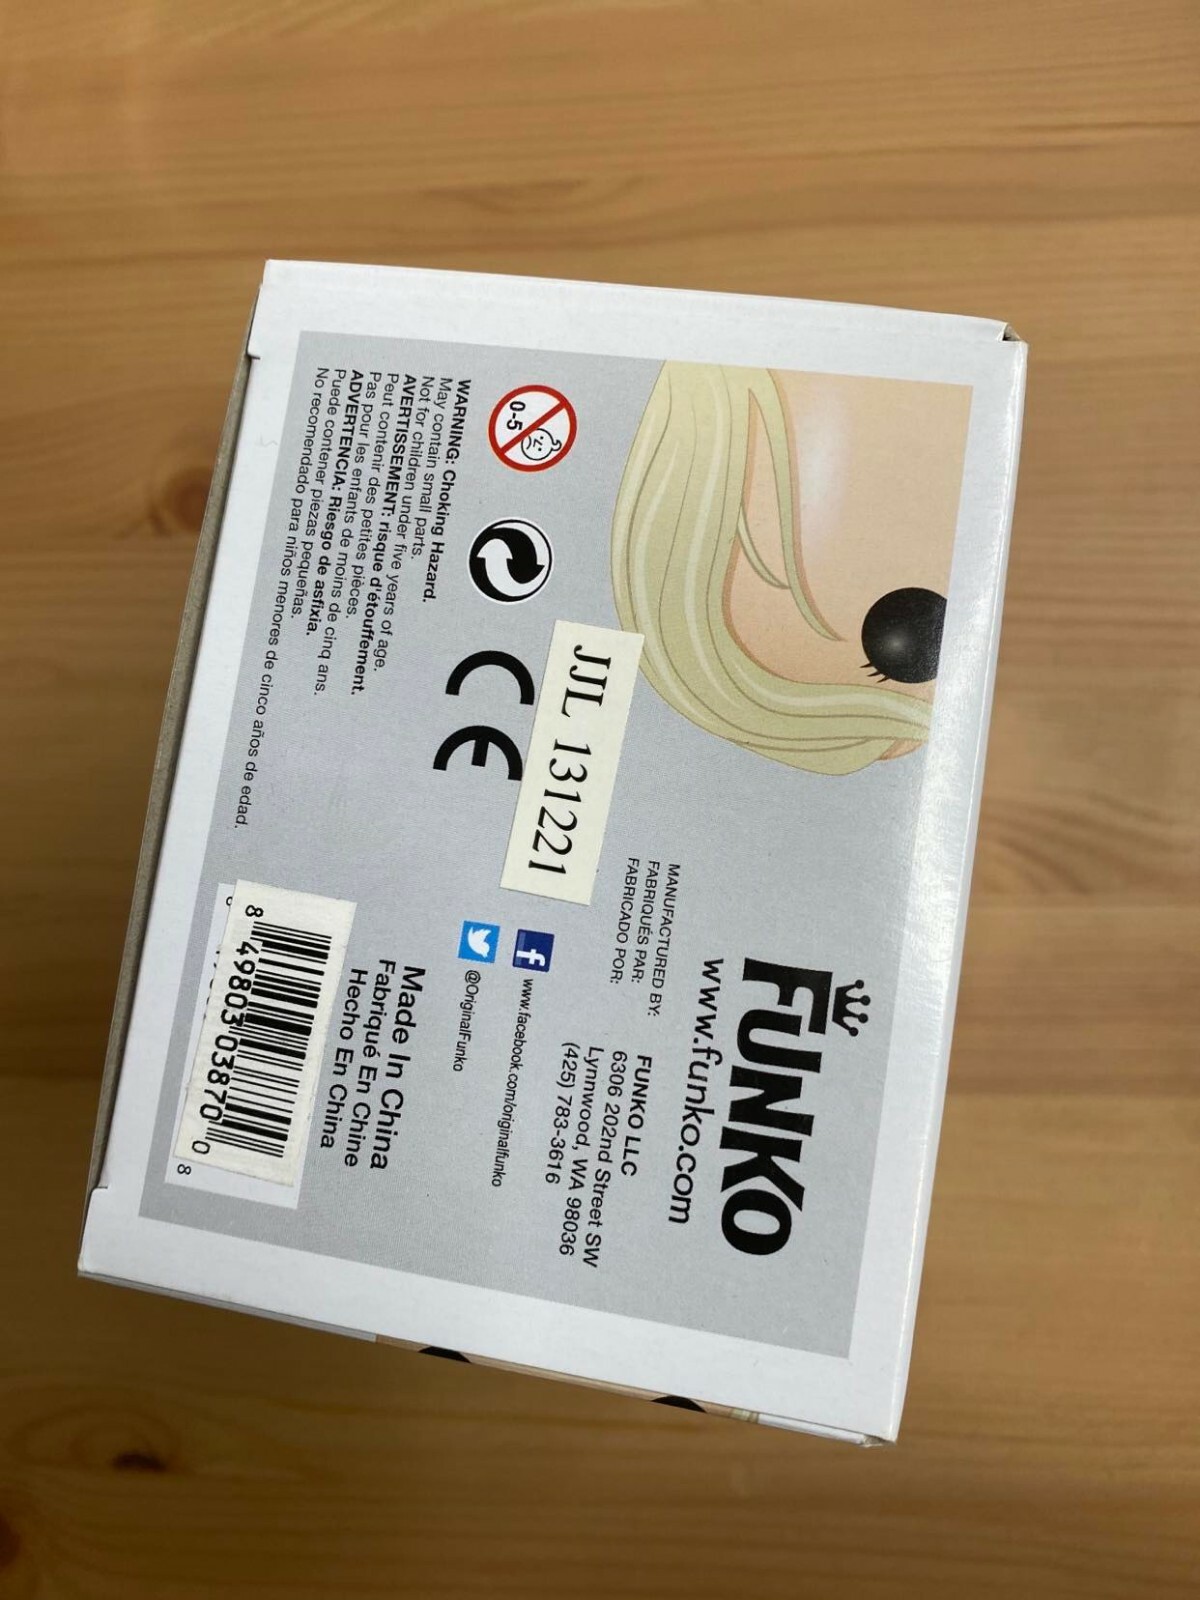 FUNKO
www.funko.com
MANUFACTURED BY:
FABRIQUÉS PAR:
FABRICADO POR:
FUNKO LLC
6306 202nd Street SW
Lynnwood, WA 98036
(425) 783-3616
JJL 131221
f www.facebook.com/originalfunko
@OriginalFunko
0-5
CE
WARNING: Choking Hazard.
May contain small parts.
Not for children under five years of age.
AVERTISSEMENT: risque d'étouffement.
Peut contenir des petites pièces.
Pas pour les enfants de moins de cinq ans.
ADVERTENCIA: Riesgo de asfixia.
Puede contener piezas pequeñas.
No recomendado para niños menores de cinco años de edad.
Made In China
Fabriqué En Chine
Hecho En China
8 49803 03870 0
8